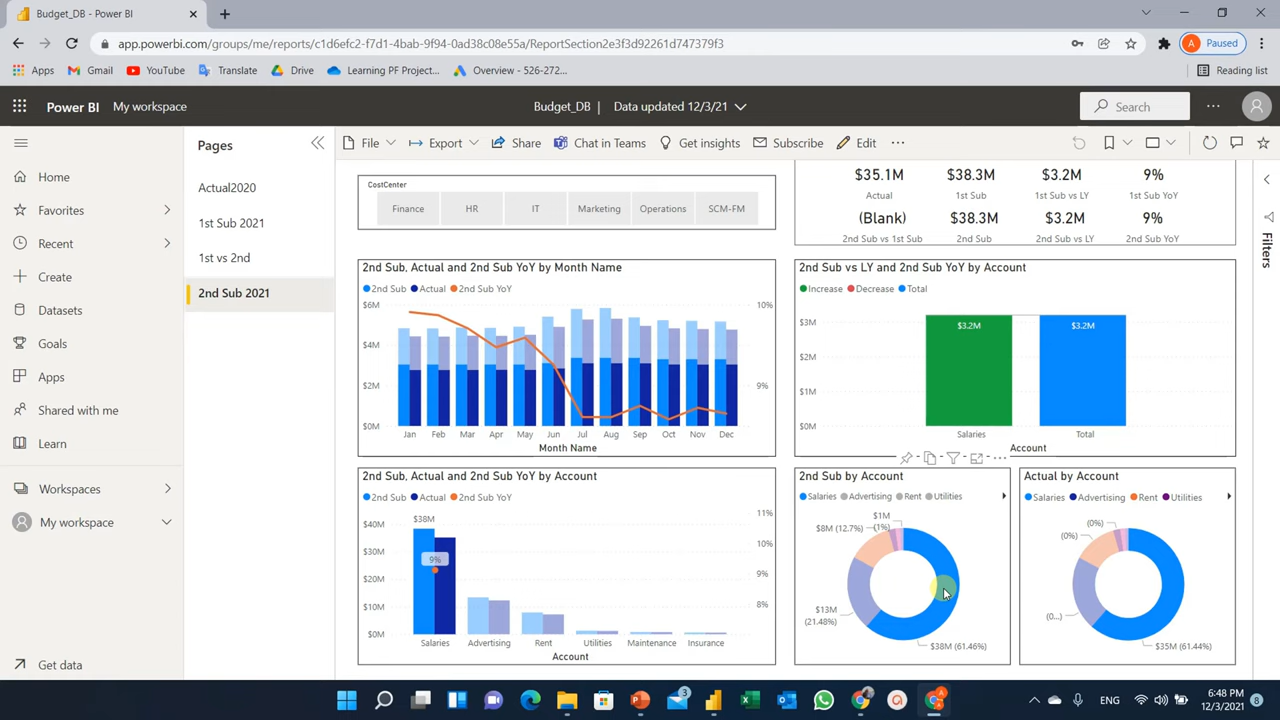 Budget_DB - Power BI
app.powerbi.com/groups/me/reports/c1d6efc2-f7d1-4bab-9f94-0ad38c0fe55a/ReportSection2e3f3d92261d747379f3
A Paused
Apps Gmail YouTube Translate Drive Learning PF Project... Overview - 526-272... Reading list
Power BI My workspace Budget_DB | Data updated 12/3/21 Search
Pages
File Export Share Chat in Teams Get insights Subscribe Edit
Home
Favorites
Recent
Create
Datasets
Goals
Apps
Shared with me
Learn
Workspaces
My workspace
Get data
Actual2020
1st Sub 2021
1st vs 2nd
2nd Sub 2021
CostCenter
Finance HR IT Marketing Operations SCM-FM
$35.1M $38.3M $3.2M 9%
Actual 1st Sub 1st Sub vs LY 1st Sub YoY
(Blank) $38.3M $3.2M 9%
2nd Sub vs 1st Sub 2nd Sub 2nd Sub vs LY 2nd Sub YoY
Filters
2nd Sub, Actual and 2nd Sub YoY by Month Name
2nd Sub Actual 2nd Sub YoY
$6M 10%
$4M
$2M 9%
$0M
Jan Feb Mar Apr May Jun Jul Aug Sep Oct Nov Dec
Month Name
2nd Sub vs LY and 2nd Sub YoY by Account
Increase Decrease Total
$3M $3.2M $3.2M
$2M
$1M
$0M
Salaries Total
Account
2nd Sub, Actual and 2nd Sub YoY by Account
2nd Sub Actual 2nd Sub YoY
$40M $38M 11%
$30M 10%
9%
$20M 9%
$10M 8%
$0M
Salaries Advertising Rent Utilities Maintenance Insurance
Account
2nd Sub by Account
Salaries Advertising Rent Utilities
$1M
(1%)
$8M (12.7%)
$13M
(21.48%)
$38M (61.46%)
Actual by Account
Salaries Advertising Rent Utilities
(0%)
(0%)
(0...)
$35M (61.44%)
3
ENG
6:48 PM
12/3/2021
8